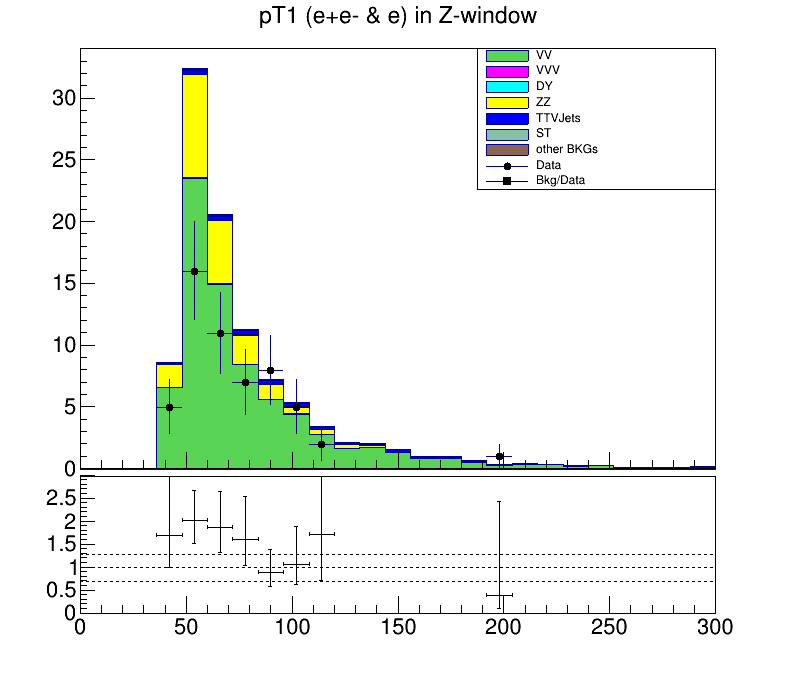 pT1 (e+e- & e) in Z-window
VV
VVV
DY
ZZ
TTVJets
ST
other BKGs
Data
Bkg/Data
30
25
20
15
10
5
0
2.5
2
1.5
1
0.5
0
0 50 100 150 200 250 300